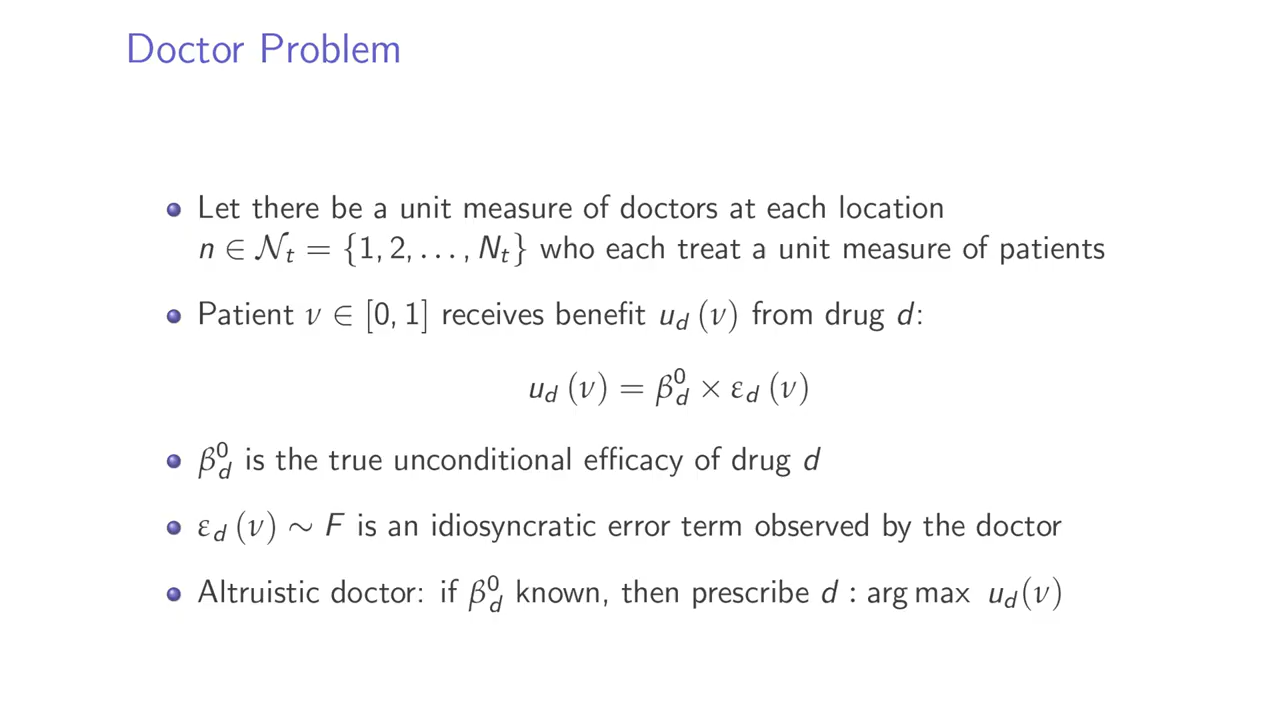 Doctor Problem
Let there be a unit measure of doctors at each location
n ∈ 𝒩ₜ = {1, 2, . . . , Nₜ} who each treat a unit measure of patients
Patient ν ∈ [0, 1] receives benefit u_d (ν) from drug d:
u_d (ν) = β_d^0 × ε_d (ν)
β_d^0 is the true unconditional efficacy of drug d
ε_d (ν) ∼ F is an idiosyncratic error term observed by the doctor
Altruistic doctor: if β_d^0 known, then prescribe d : arg max u_d(ν)